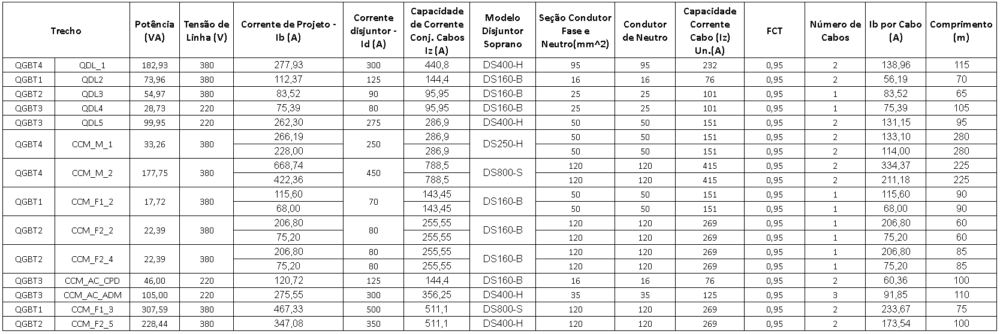 Trecho Potência (VA) Tensão de Linha (V) Corrente de Projeto - Ib (A) Corrente disjuntor - Id (A) Capacidade de Corrente Conj. Cabos Iz (A) Modelo Disjuntor Soprano Seção Condutor Fase e Neutro(mm^2) Condutor de Neutro Capacidade Corrente Cabo (Iz) Un.(A) FCT Número de Cabos Ib por Cabo (A) Comprimento (m)
QGBT4 QDL_1 182,93 380 277,93 300 440,8 DS400-H 95 95 232 0,95 2 138,96 115
QGBT1 QDL2 73,96 380 112,37 125 144,4 DS160-B 16 16 76 0,95 2 56,19 70
QGBT2 QDL3 54,97 380 83,52 90 95,95 DS160-B 25 25 101 0,95 1 83,52 65
QGBT3 QDL4 28,73 220 75,39 80 95,95 DS160-B 25 25 101 0,95 1 75,39 105
QGBT3 QDL5 99,95 220 262,30 275 286,9 DS400-H 50 50 151 0,95 2 131,15 95
QGBT4 CCM_M_1 33,26 380 266,19 250 286,9 DS250-H 50 50 151 0,95 2 133,10 280
228,00 286,9 50 50 151 0,95 2 114,00 280
QGBT4 CCM_M_2 177,75 380 668,74 450 788,5 DS800-S 120 120 415 0,95 2 334,37 225
422,36 788,5 120 120 415 0,95 2 211,18 225
QGBT1 CCM_F1_2 17,72 380 115,60 70 143,45 DS160-B 50 50 151 0,95 1 115,60 90
68,00 143,45 50 50 151 0,95 1 68,00 90
QGBT2 CCM_F2_2 22,39 380 206,80 80 255,55 DS160-B 120 120 269 0,95 1 206,80 60
75,20 255,55 120 120 269 0,95 1 75,20 60
QGBT2 CCM_F2_4 22,39 380 206,80 80 255,55 DS160-B 120 120 269 0,95 1 206,80 85
75,20 80 255,55 120 120 269 0,95 1 75,20 85
QGBT3 CCM_AC_CPD 46,00 220 120,72 125 144,4 DS160-B 16 16 76 0,95 2 60,36 100
QGBT3 CCM_AC_ADM 105,00 220 275,55 300 356,25 DS400-H 35 35 125 0,95 3 91,85 110
QGBT1 CCM_F1_3 307,59 380 467,33 500 511,1 DS800-S 120 120 269 0,95 2 233,67 75
QGBT2 CCM_F2_5 228,44 380 347,08 350 511,1 DS400-H 120 120 269 0,95 2 173,54 100